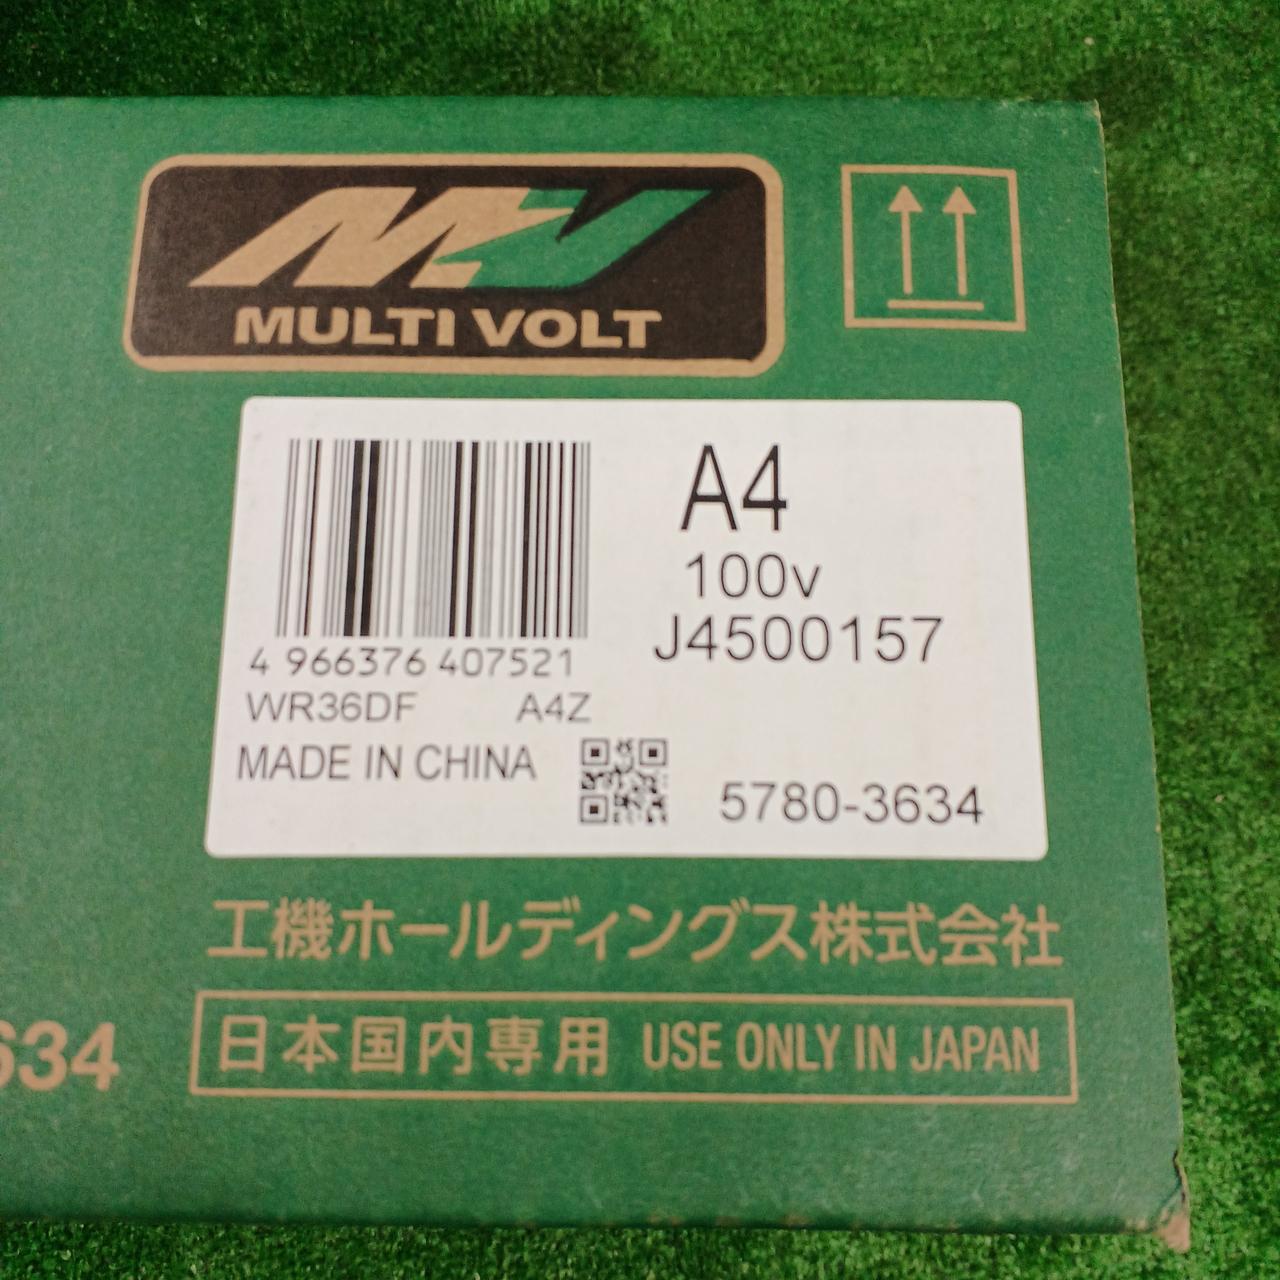 MULTI VOLT
A4
100v
J4500157
4 966376 407521
WR36DF A4Z
MADE IN CHINA
5780-3634
工機ホールディングス株式会社
634
日本国内専用 USE ONLY IN JAPAN